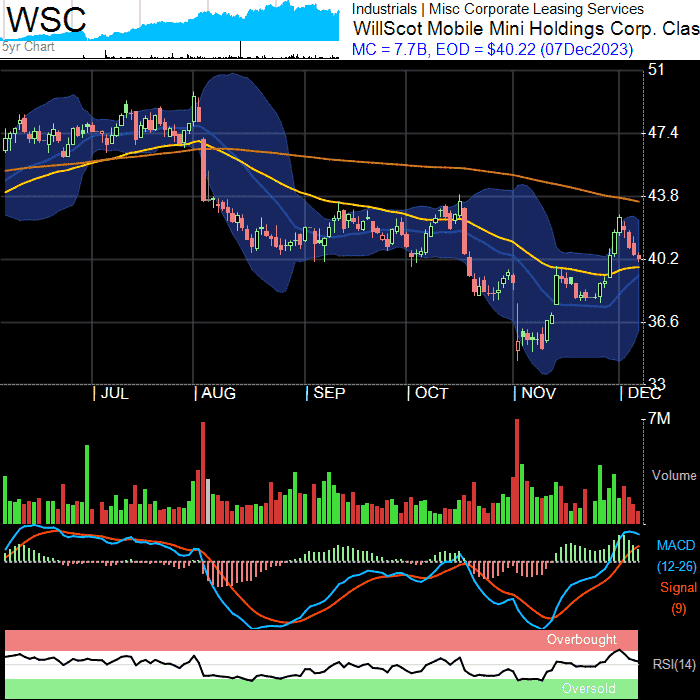 WSC
5yr Chart
Industrials | Misc Corporate Leasing Services
WillScot Mobile Mini Holdings Corp. Clas
MC = 7.7B, EOD = $40.22 (07Dec2023)
51
47.4
43.8
40.2
36.6
33
JUL AUG SEP OCT NOV DEC
7M
Volume
MACD
(12-26)
Signal
(9)
Overbought
RSI(14)
Oversold